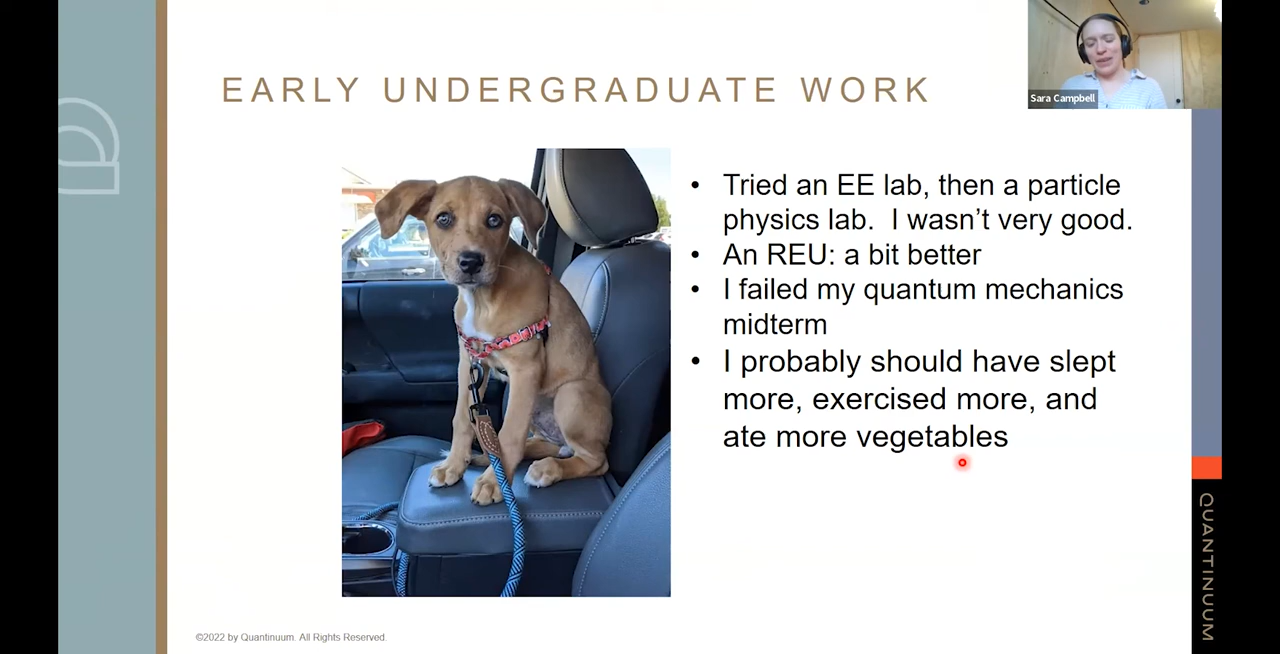 Sara Campbell
EARLY UNDERGRADUATE WORK
• Tried an EE lab, then a particle
physics lab.  I wasn't very good.
• An REU: a bit better
• I failed my quantum mechanics
midterm
• I probably should have slept
more, exercised more, and
ate more vegetables
©2022 by Quantinuum. All Rights Reserved.
QUANTINUUM